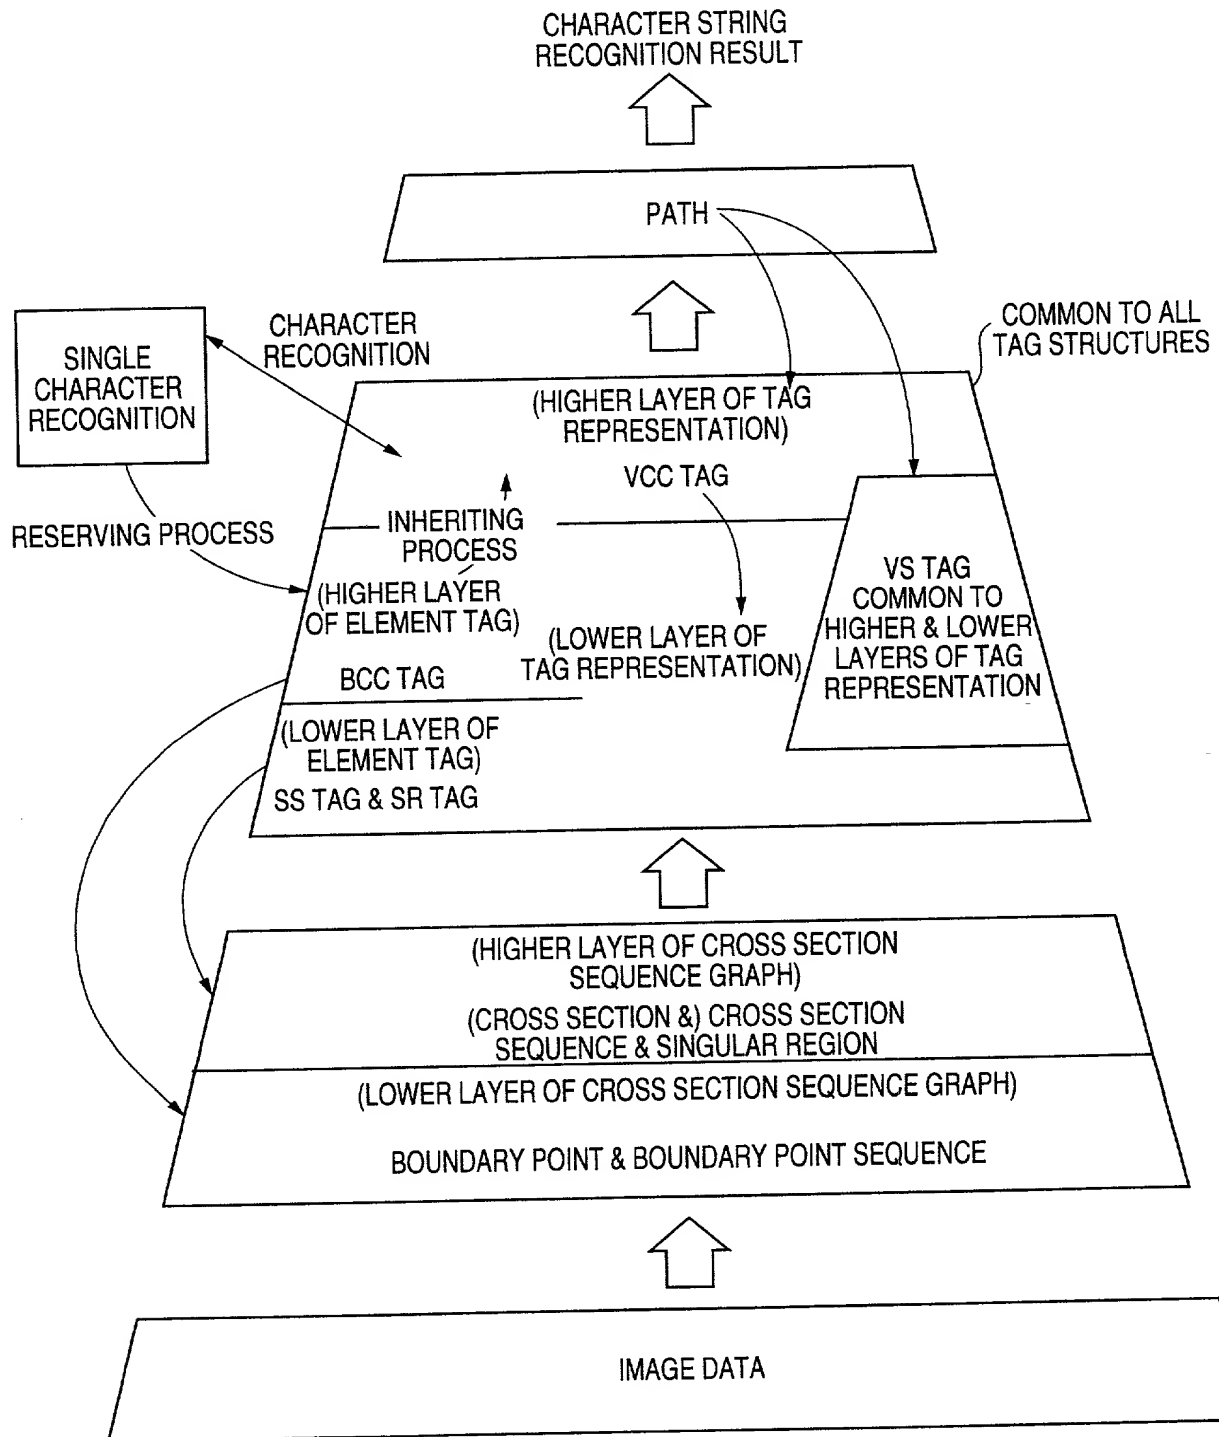 CHARACTER STRING
RECOGNITION RESULT
PATH
COMMON TO ALL
TAG STRUCTURES
CHARACTER
RECOGNITION
SINGLE
CHARACTER
RECOGNITION
(HIGHER LAYER OF TAG
REPRESENTATION)
VCC TAG
RESERVING PROCESS
INHERITING
PROCESS
(HIGHER LAYER
OF ELEMENT TAG)
BCC TAG
(LOWER LAYER OF
TAG REPRESENTATION)
VS TAG
COMMON TO
HIGHER & LOWER
LAYERS OF TAG
REPRESENTATION
(LOWER LAYER OF
ELEMENT TAG)
SS TAG & SR TAG
(HIGHER LAYER OF CROSS SECTION
SEQUENCE GRAPH)
(CROSS SECTION &) CROSS SECTION
SEQUENCE & SINGULAR REGION
(LOWER LAYER OF CROSS SECTION SEQUENCE GRAPH)
BOUNDARY POINT & BOUNDARY POINT SEQUENCE
IMAGE DATA